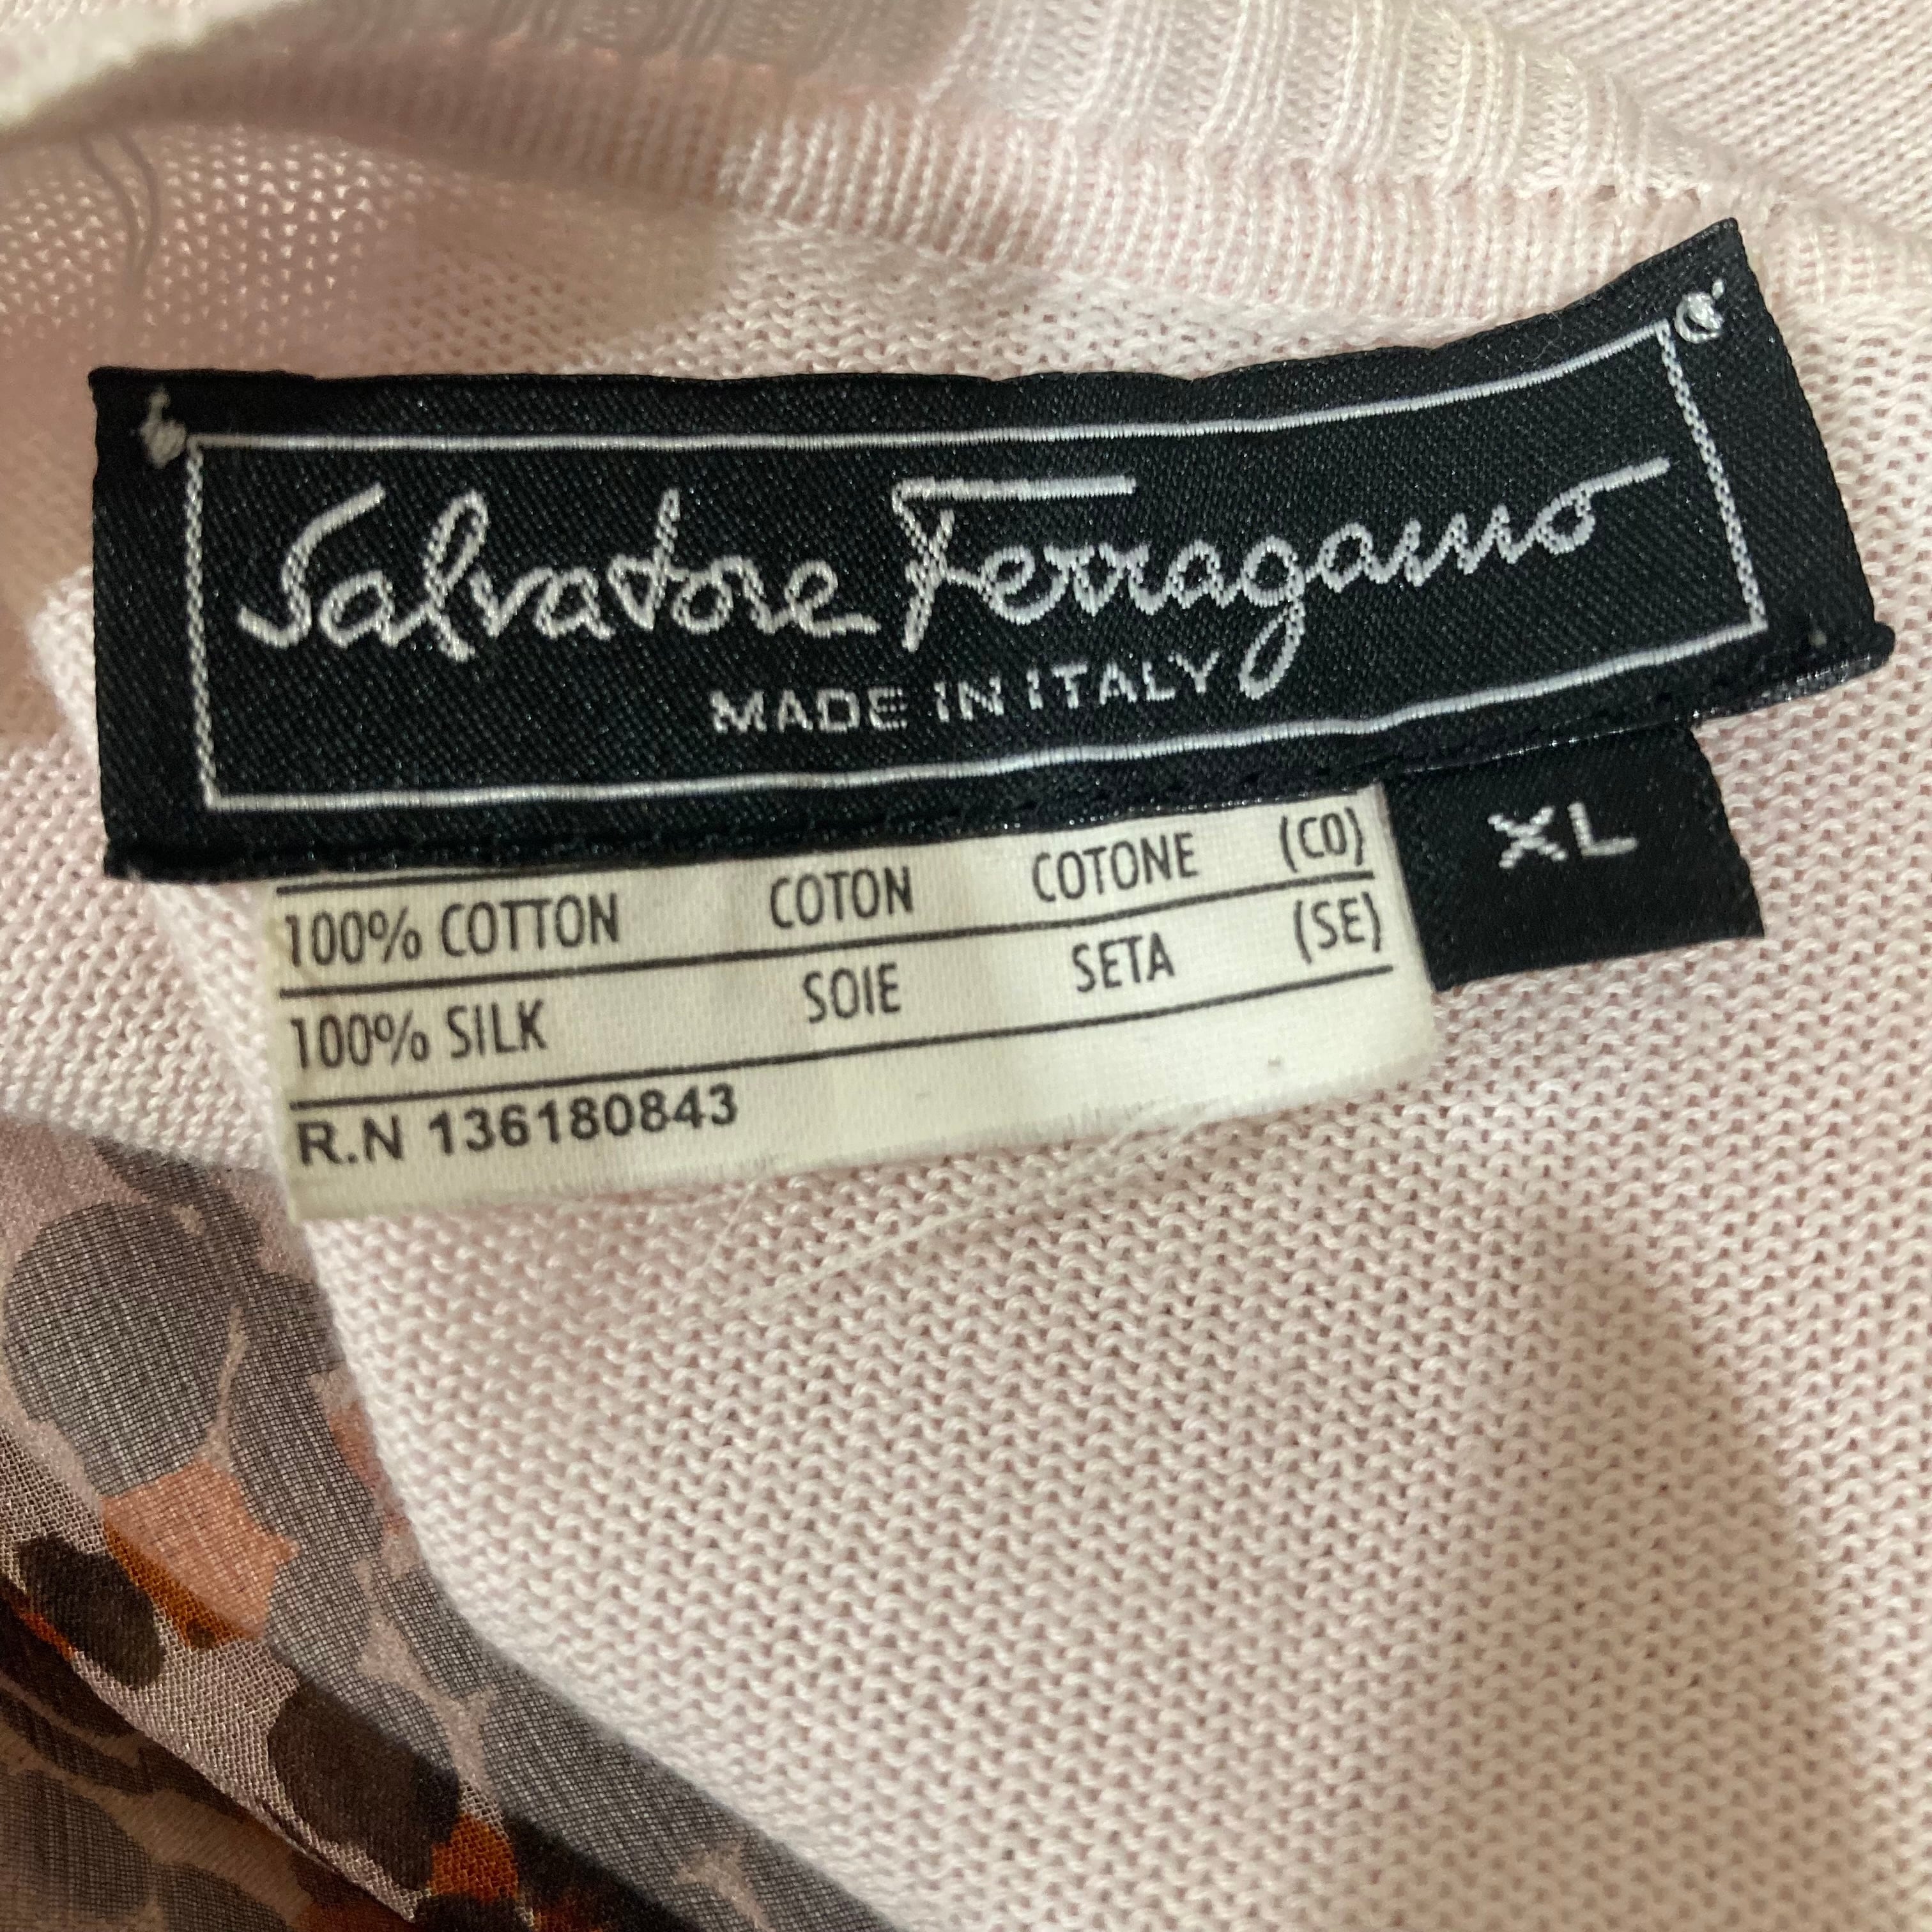 Salvatore Ferragamo
MADE IN ITALY
XL
100% COTTON COTON COTONE (CO)
100% SILK SOIE SETA (SE)
R.N 136180843